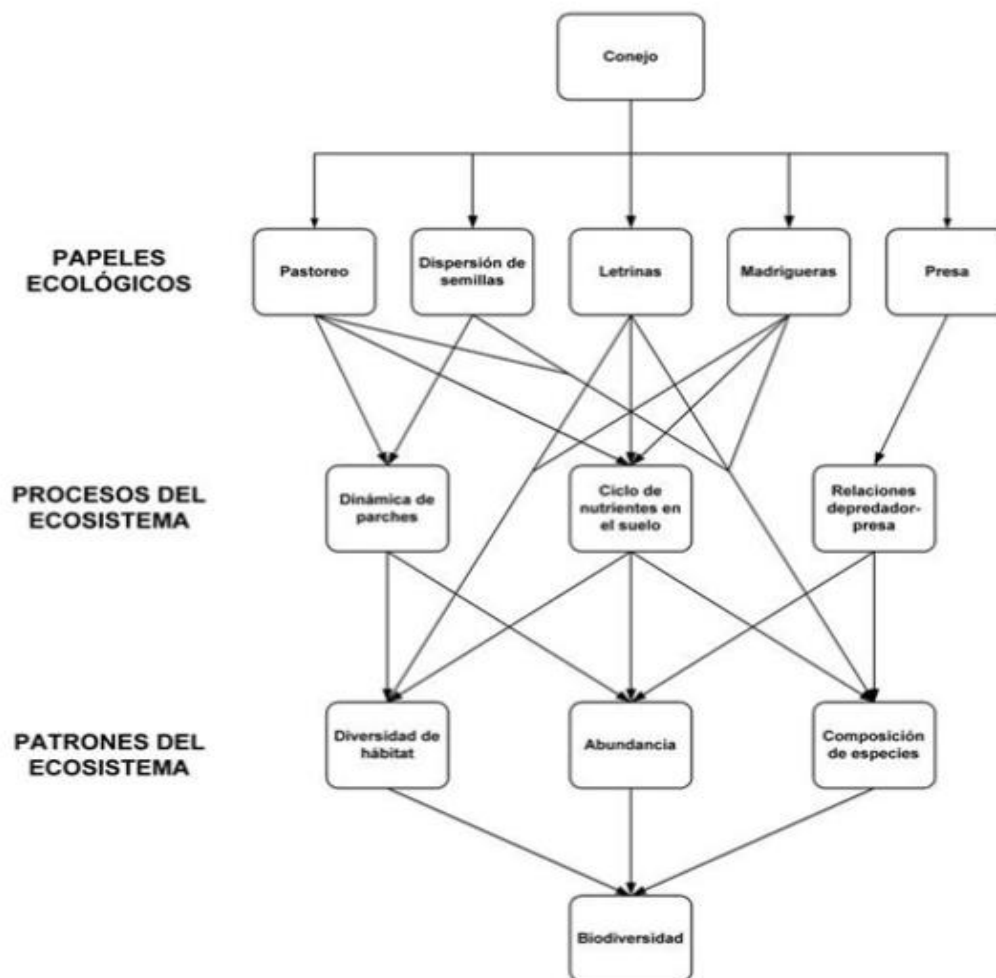 Conejo
PAPELES
ECOLÓGICOS
Pastoreo
Dispersión de
semillas
Letrinas
Madrigueras
Presa
PROCESOS DEL
ECOSISTEMA
Dinámica de
parches
Ciclo de
nutrientes en
el suelo
Relaciones
depredador-
presa
PATRONES DEL
ECOSISTEMA
Diversidad de
hábitat
Abundancia
Composición
de especies
Biodiversidad